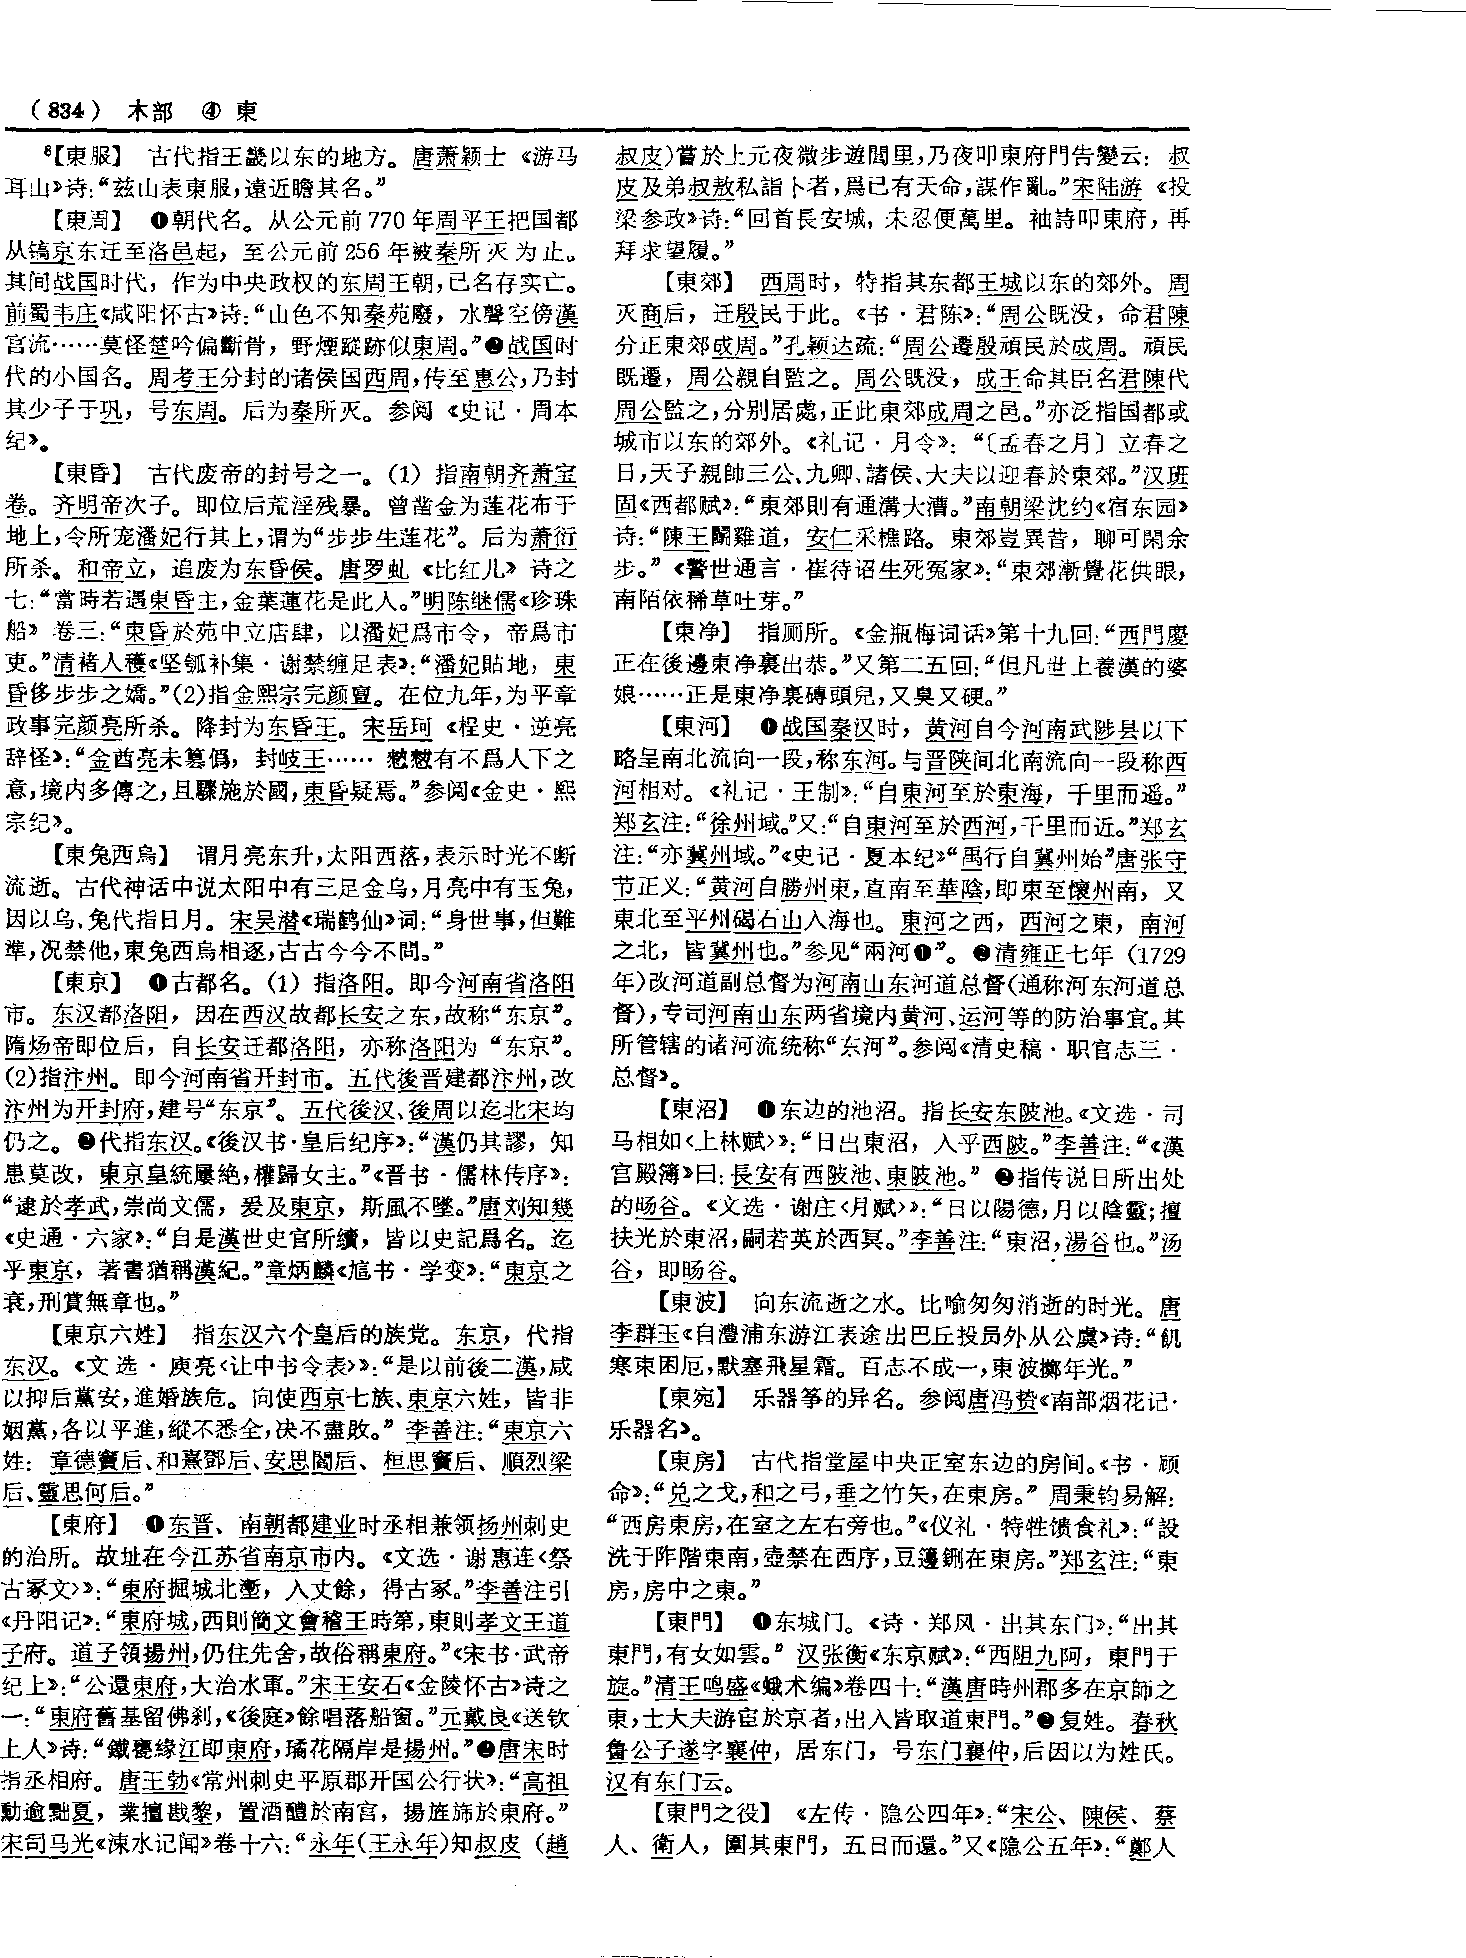 （834） 木部 ④ 東
⁸【東服】 古代指王畿以东的地方。唐萧颖士《游马
耳山》诗：“兹山表東服，遠近瞻其名。”
【東周】 ❶朝代名。从公元前770年周平王把国都
从镐京东迁至洛邑起，至公元前256年被秦所灭为止。
其间战国时代，作为中央政权的东周王朝，已名存实亡。
前蜀韦庄《咸阳怀古》诗：“山色不知秦苑廢，水聲空傍漢
宫流……莫怪楚吟偏斷骨，野煙蹤跡似東周。”❷战国时
代的小国名。周考王分封的诸侯国西周，传至惠公，乃封
其少子于巩，号东周。后为秦所灭。参阅《史记·周本
纪》。
【東昏】 古代废帝的封号之一。（1）指南朝齐萧宝
卷。齐明帝次子。即位后荒淫残暴。曾凿金为莲花布于
地上，令所宠潘妃行其上，谓为“步步生莲花”。后为萧衍
所杀。和帝立，追废为东昏侯。唐罗虬《比红儿》诗之
七：“當時若遇東昏主，金葉蓮花是此人。”明陈继儒《珍珠
船》卷三：“東昏於苑中立店肆，以潘妃爲市令，帝爲市
吏。”清褚人穫《坚瓠补集·谢禁缠足表》：“潘妃貼地，東
昏侈步步之嬌。”（2）指金熙宗完颜亶。在位九年，为平章
政事完颜亮所杀。降封为东昏王。宋岳珂《桯史·逆亮
辞怪》：“金酋亮未篡僞，封岐王……愸愸有不爲人下之
意，境内多傳之，且驟施於國，東昏疑焉。”参阅《金史·熙
宗纪》。
【東兔西烏】 谓月亮东升，太阳西落，表示时光不断
流逝。古代神话中说太阳中有三足金乌，月亮中有玉兔，
因以乌、兔代指日月。宋吴潜《瑞鹤仙》词：“身世事，但難
準，况禁他，東兔西烏相逐，古古今今不問。”
【東京】 ❶古都名。（1）指洛阳。即今河南省洛阳
市。东汉都洛阳，因在西汉故都长安之东，故称“东京”。
隋炀帝即位后，自长安迁都洛阳，亦称洛阳为“东京”。
（2）指汴州。即今河南省开封市。五代後晋建都汴州，改
汴州为开封府，建号“东京”。五代後汉、後周以迄北宋均
仍之。❷代指东汉。《後汉书·皇后纪序》：“漢仍其謬，知
患莫改，東京皇統屢絶，權歸女主。”《晋书·儒林传序》：
“逮於孝武，崇尚文儒，爰及東京，斯風不墜。”唐刘知幾
《史通·六家》：“自是漢世史官所續，皆以史記爲名。迄
乎東京，著書猶稱漢紀。”章炳麟《訄书·学变》：“東京之
衰，刑賞無章也。”
【東京六姓】 指东汉六个皇后的族党。东京，代指
东汉。《文选·庾亮〈让中书令表〉》：“是以前後二漢，咸
以抑后黨安，進婚族危。向使西京七族、東京六姓，皆非
姻黨，各以平進，縱不悉全，决不盡敗。”李善注：“東京六
姓：章德竇后、和熹鄧后、安思閻后、桓思竇后、順烈梁
后、靈思何后。”
【東府】 ❶东晋、南朝都建业时丞相兼领扬州刺史
的治所。故址在今江苏省南京市内。《文选·谢惠连〈祭
古冢文〉》：“東府掘城北壍，入丈餘，得古冢。”李善注引
《丹阳记》：“東府城，西則簡文會稽王時第，東則孝文王道
子府。道子領揚州，仍住先舍，故俗稱東府。”《宋书·武帝
纪上》：“公還東府，大治水軍。”宋王安石《金陵怀古》诗之
一：“東府舊基留佛刹，《後庭》餘唱落船窗。”元戴良《送钦
上人》诗：“鐵甕緣江即東府，璚花隔岸是揚州。”❷唐宋时
指丞相府。唐王勃《常州刺史平原郡开国公行状》：“高祖
勳逾黜夏，業擅戡黎，置酒醴於南宫，揚旌旆於東府。”
宋司马光《涑水记闻》卷十六：“永年（王永年）知叔皮（趙
叔皮）嘗於上元夜微步遊閭里，乃夜叩東府門告變云：叔
皮及弟叔敖私詣卜者，爲已有天命，謀作亂。”宋陆游《投
梁参政》诗：“回首長安城，未忍便萬里。袖詩叩東府，再
拜求望履。”
【東郊】 西周时，特指其东都王城以东的郊外。周
灭商后，迁殷民于此。《书·君陈》：“周公既没，命君陳
分正東郊成周。”孔颖达疏：“周公遷殷頑民於成周。頑民
既遷，周公親自監之。周公既没，成王命其臣名君陳代
周公監之，分别居處，正此東郊成周之邑。”亦泛指国都或
城市以东的郊外。《礼记·月令》：“〔孟春之月〕立春之
日，天子親帥三公、九卿、諸侯、大夫以迎春於東郊。”汉班
固《西都赋》：“東郊則有通溝大漕。”南朝梁沈约《宿东园》
诗：“陳王鬭雞道，安仁采樵路。東郊豈異昔，聊可閑余
步。”《警世通言·崔待诏生死冤家》：“東郊漸覺花供眼，
南陌依稀草吐芽。”
【東净】 指厕所。《金瓶梅词话》第十九回：“西門慶
正在後邊東净裏出恭。”又第二五回：“但凡世上養漢的婆
娘……正是東净裏磚頭兒，又臭又硬。”
【東河】 ❶战国秦汉时，黄河自今河南武陟县以下
略呈南北流向一段，称东河。与晋陕间北南流向一段称西
河相对。《礼记·王制》：“自東河至於東海，千里而遥。”
郑玄注：“徐州域。”又：“自東河至於西河，千里而近。”郑玄
注：“亦冀州域。”《史记·夏本纪》“禹行自冀州始”唐张守
节正义：“黄河自勝州東，直南至華陰，即東至懷州南，又
東北至平州碣石山入海也。東河之西，西河之東，南河
之北，皆冀州也。”参见“兩河❶”。❷清雍正七年（1729
年）改河道副总督为河南山东河道总督（通称河东河道总
督），专司河南山东两省境内黄河、运河等的防治事宜。其
所管辖的诸河流统称“东河”。参阅《清史稿·职官志三·
总督》。
【東沼】 ❶东边的池沼。指长安东陂池。《文选·司
马相如〈上林赋〉》：“日出東沼，入乎西陂。”李善注：“《漢
宫殿簿》曰：長安有西陂池、東陂池。” ❷指传说日所出处
的旸谷。《文选·谢庄〈月赋〉》：“日以陽德，月以陰靈；擅
扶光於東沼，嗣若英於西冥。”李善注：“東沼，湯谷也。”汤
谷，即旸谷。
【東波】 向东流逝之水。比喻匆匆消逝的时光。唐
李群玉《自澧浦东游江表途出巴丘投员外从公虞》诗：“飢
寒束困厄，默塞飛星霜。百志不成一，東波擲年光。”
【東宛】 乐器筝的异名。参阅唐冯贽《南部烟花记·
乐器名》。
【東房】 古代指堂屋中央正室东边的房间。《书·顾
命》：“兑之戈，和之弓，垂之竹矢，在東房。”周秉钧易解：
“西房東房，在室之左右旁也。”《仪礼·特牲馈食礼》：“設
洗于阼階東南，壺禁在西序，豆籩鉶在東房。”郑玄注：“東
房，房中之東。”
【東門】 ❶东城门。《诗·郑风·出其东门》：“出其
東門，有女如雲。”汉张衡《东京赋》：“西阻九阿，東門于
旋。”清王鸣盛《蛾术编》卷四十：“漢唐時州郡多在京師之
東，士大夫游宦於京者，出入皆取道東門。”❷复姓。春秋
鲁公子遂字襄仲，居东门，号东门襄仲，后因以为姓氏。
汉有东门云。
【東門之役】 《左传·隐公四年》：“宋公、陳侯、蔡
人、衛人，圍其東門，五日而還。”又《隐公五年》：“鄭人